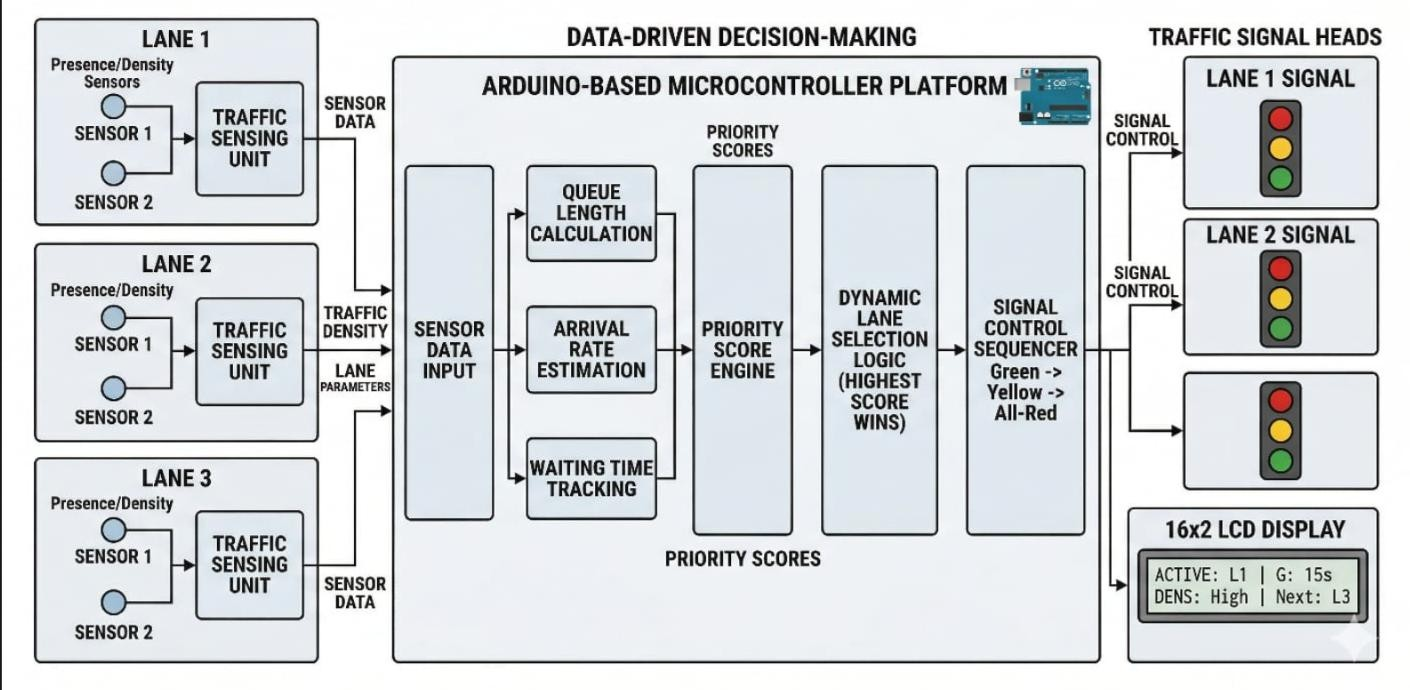 LANE 1
Presence/Density
Sensors
SENSOR 1
SENSOR 2
TRAFFIC
SENSING
UNIT
SENSOR
DATA
LANE 2
Presence/Density
SENSOR 1
SENSOR 2
TRAFFIC
SENSING
UNIT
TRAFFIC
DENSITY
LANE
PARAMETERS
LANE 3
Presence/Density
SENSOR 1
SENSOR 2
TRAFFIC
SENSING
UNIT
SENSOR
DATA
DATA-DRIVEN DECISION-MAKING
ARDUINO-BASED MICROCONTROLLER PLATFORM
SENSOR
DATA
INPUT
QUEUE
LENGTH
CALCULATION
ARRIVAL
RATE
ESTIMATION
WAITING TIME
TRACKING
PRIORITY
SCORES
PRIORITY
SCORE
ENGINE
PRIORITY SCORES
DYNAMIC
LANE
SELECTION
LOGIC
(HIGHEST
SCORE
WINS)
SIGNAL
CONTROL
SEQUENCER
Green ->
Yellow ->
All-Red
TRAFFIC SIGNAL HEADS
SIGNAL
CONTROL
LANE 1 SIGNAL
SIGNAL
CONTROL
LANE 2 SIGNAL
16x2 LCD DISPLAY
ACTIVE: L1 | G: 15s
DENS: High | Next: L3